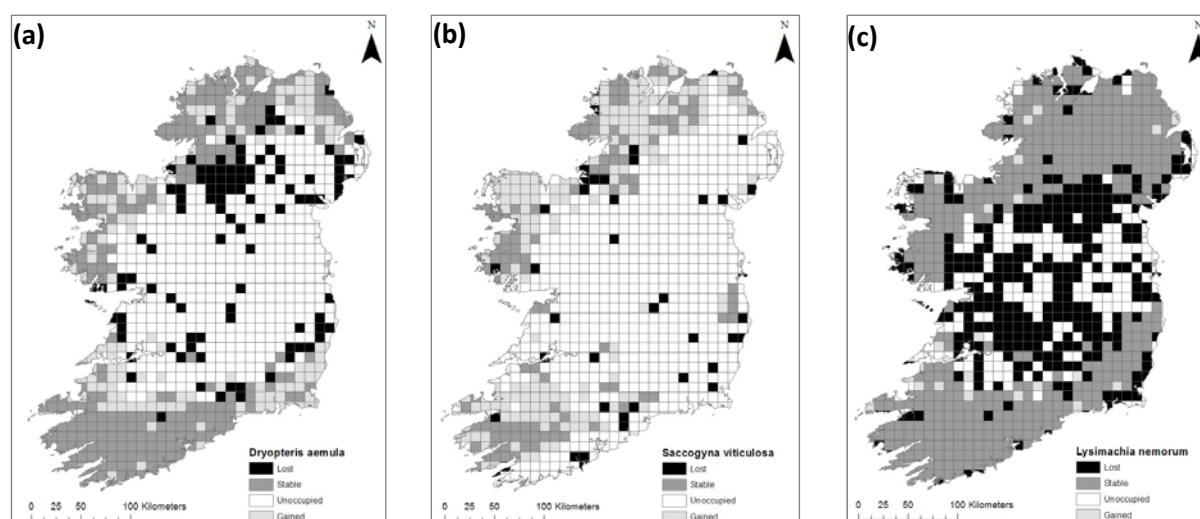 (a)
N
Dryopteris aemula
Lost
Stable
Unoccupied
Gained
0 25 50 100 Kilometers
(b)
N
Saccogyna viticulosa
Lost
Stable
Unoccupied
Gained
0 25 50 100 Kilometers
(c)
N
Lysimachia nemorum
Lost
Stable
Unoccupied
Gained
0 25 50 100 Kilometers